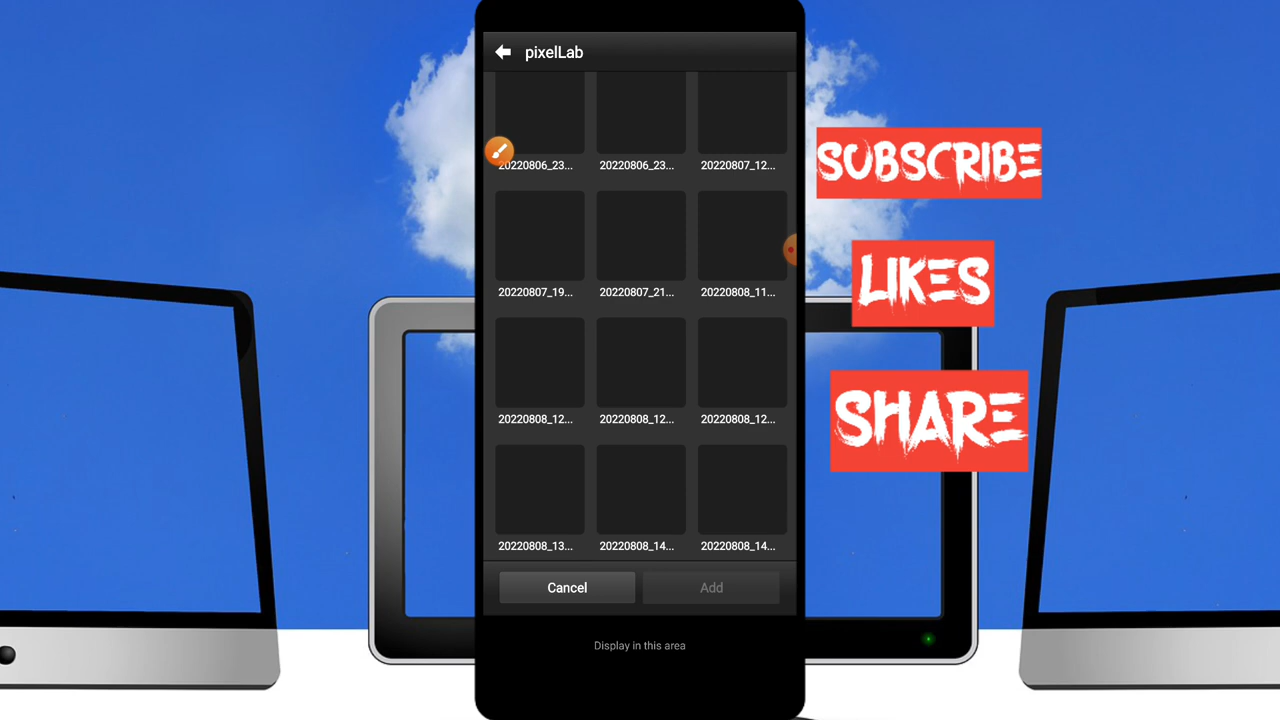 pixelLab
20220806_23...
20220806_23...
20220807_12...
20220807_19...
20220807_21...
20220808_11...
20220808_12...
20220808_12...
20220808_12...
20220808_13...
20220808_14...
20220808_14...
Cancel
Add
Display in this area
SUBSCRIBE
LIKES
SHARE